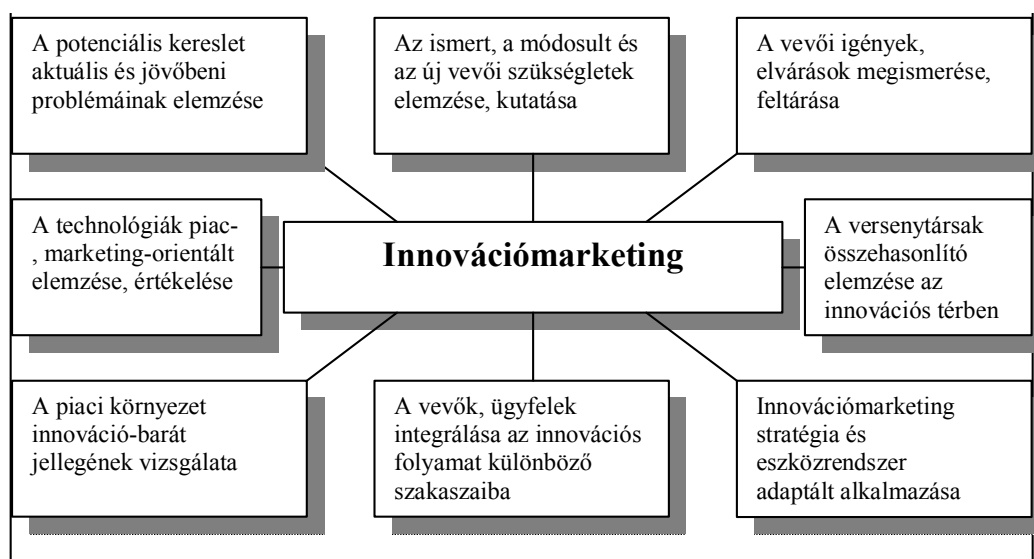 A potenciális kereslet
aktuális és jövőbeni
problémáinak elemzése
Az ismert, a módosult és
az új vevői szükségletek
elemzése, kutatása
A vevői igények,
elvárások megismerése,
feltárása
A technológiák piac-
, marketing-orientált
elemzése, értékelése
Innovációmarketing
A versenytársak
összehasonlító
elemzése az
innovációs térben
A piaci környezet
innováció-barát
jellegének vizsgálata
A vevők, ügyfelek
integrálása az innovációs
folyamat különböző
szakaszaiba
Innovációmarketing
stratégia és
eszközrendszer
adaptált alkalmazása